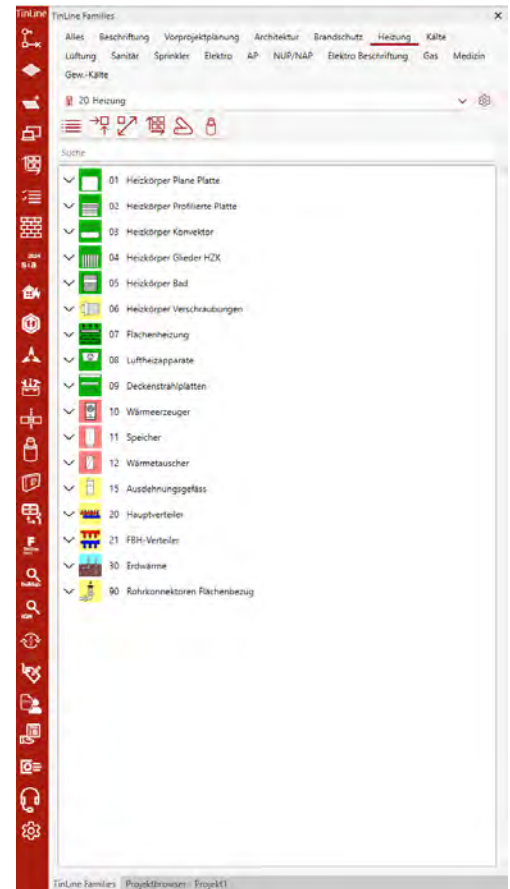 TinLine
TinLine Families
Alles Beschriftung Vorprojektplanung Architektur Brandschutz Heizung Kälte
Lüftung Sanitär Sprinkler Elektro AP NUP/NAP Elektro Beschriftung Gas Medizin
Gew.-Kälte
20 Heizung
Suche
01 Heizkörper Plane Platte
02 Heizkörper Profilierte Platte
03 Heizkörper Konvektor
04 Heizkörper Glieder HZK
05 Heizkörper Bad
06 Heizkörper Verschraubungen
07 Flächenheizung
08 Luftheizapparate
09 Deckenstrahlplatten
10 Wärmeerzeuger
11 Speicher
12 Wärmetauscher
15 Ausdehnungsgefäss
20 Hauptverteiler
21 FBH-Verteiler
30 Erdwärme
90 Rohrkonnektoren Flächenbezug
sia
TinLine Families Projektbrowser - Projekt1